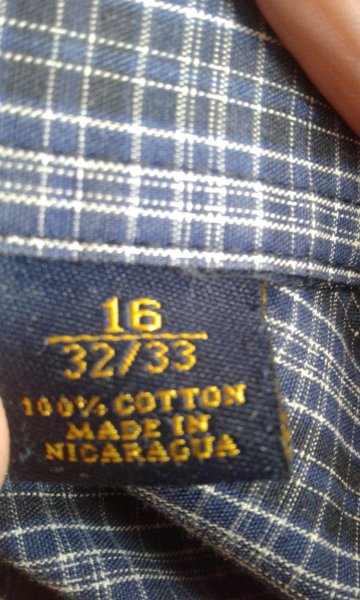 16
32/33
100% COTTON
MADE IN
NICARAGUA